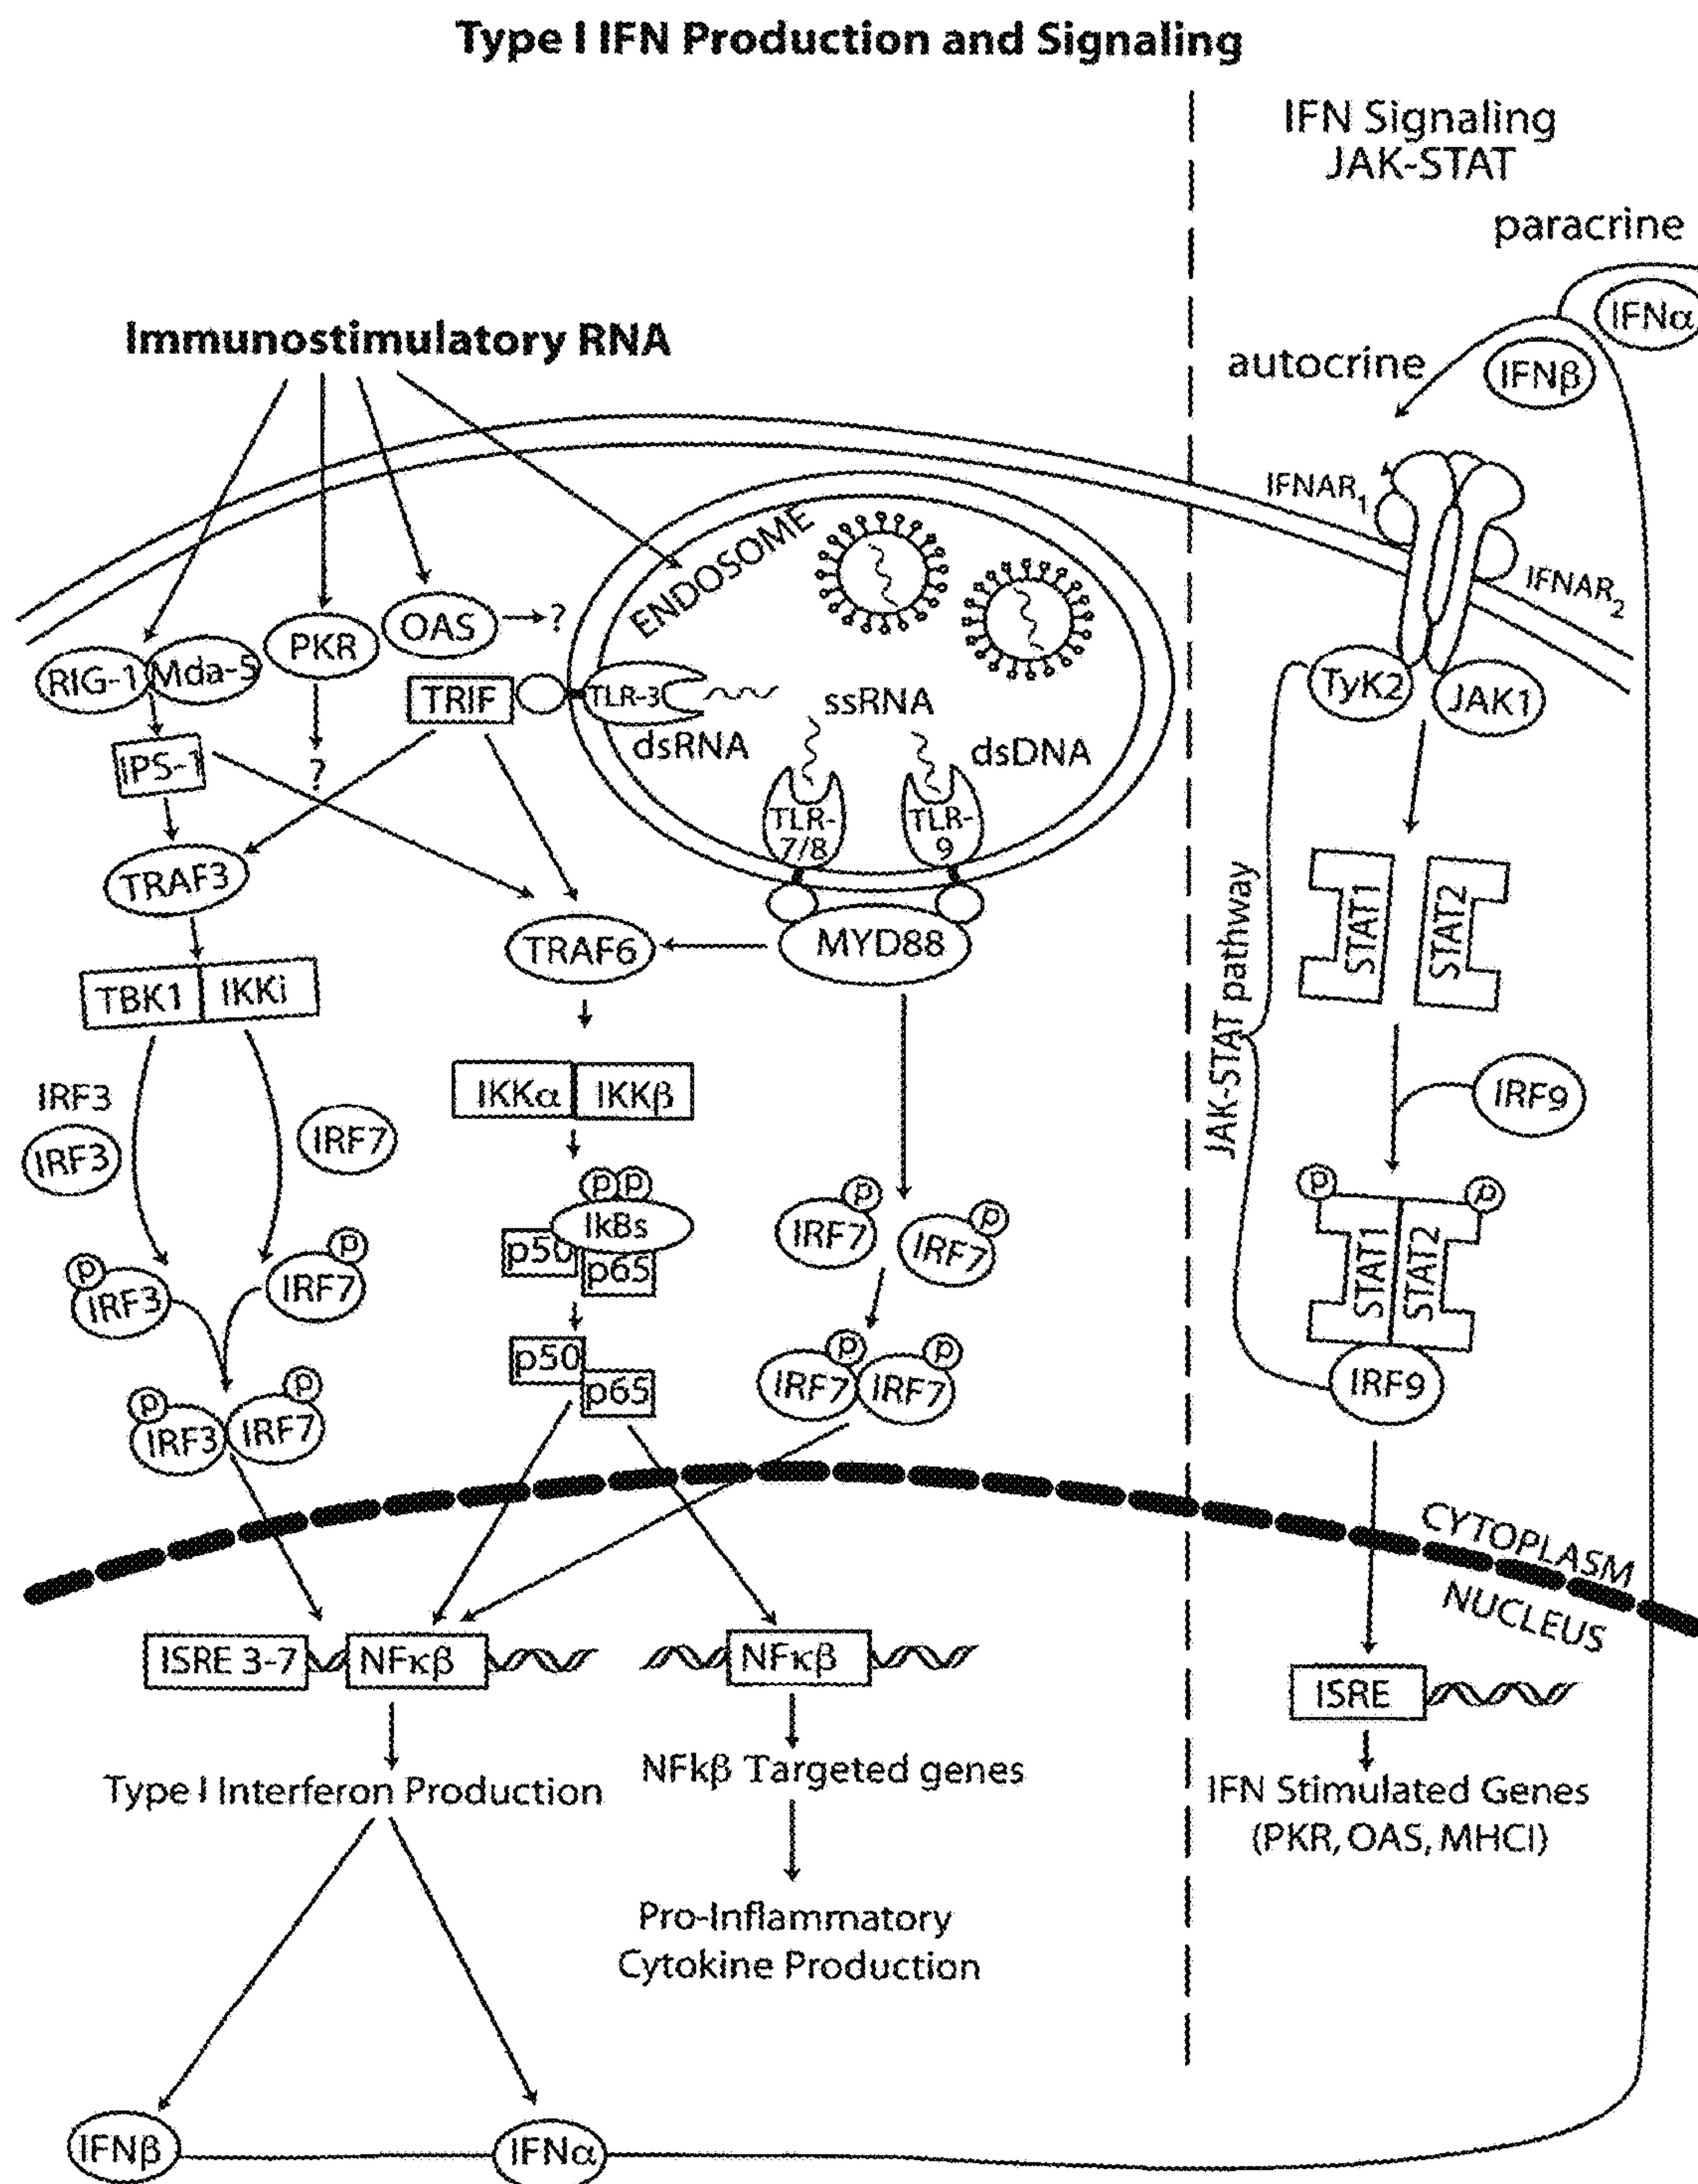 Type I IFN Production and Signaling
IFN Signaling
JAK-STAT
paracrine
IFNα
autocrine
IFNβ
Immunostimulatory RNA
IFNAR1
IFNAR2
ENDOSOME
OAS
?
PKR
RIG-1
Mda-5
TRIF
TLR-3
ssRNA
dsRNA
dsDNA
TyK2
JAK1
IPS-1
?
TLR-
7/8
TLR-
9
TRAF3
TRAF6
MYD88
STAT1
STAT2
JAK-STAT pathway
TBK1
IKKi
IKKα
IKKβ
IRF3
IRF3
IRF7
IRF9
P
P
IkBs
p50
p65
P
IRF7
P
IRF7
P
P
STAT1
STAT2
IRF9
P
IRF3
P
IRF7
p50
p65
P
IRF7
P
IRF7
P
IRF3
P
IRF7
CYTOPLASM
NUCLEUS
ISRE 3-7
NFκβ
NFκβ
ISRE
Type I Interferon Production
NFkβ Targeted genes
IFN Stimulated Genes
(PKR, OAS, MHCI)
Pro-Inflammatory
Cytokine Production
IFNβ
IFNα